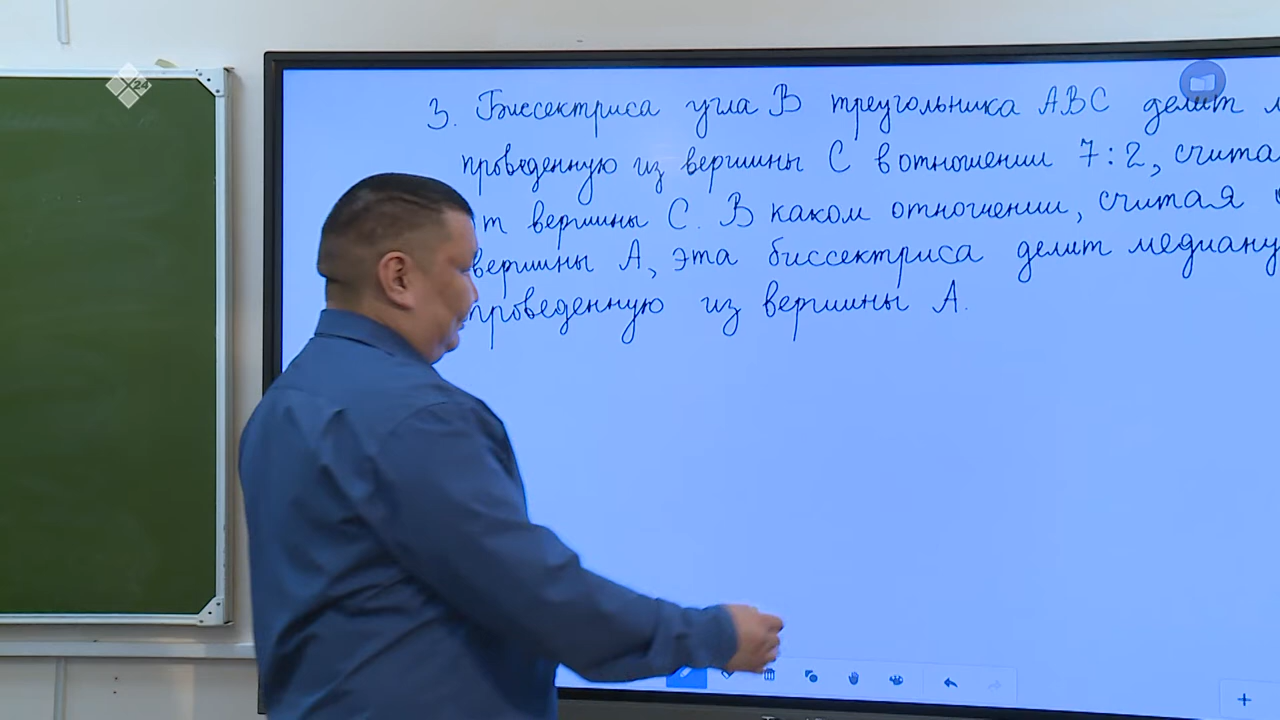 X24
3. Биссектриса угла В треугольника АВС делит
проведенную из вершины С в отношении 7:2, счита
т вершины С. В каком отношении, считая
вершины А, эта биссектриса делит медиану
проведенную из вершины А.